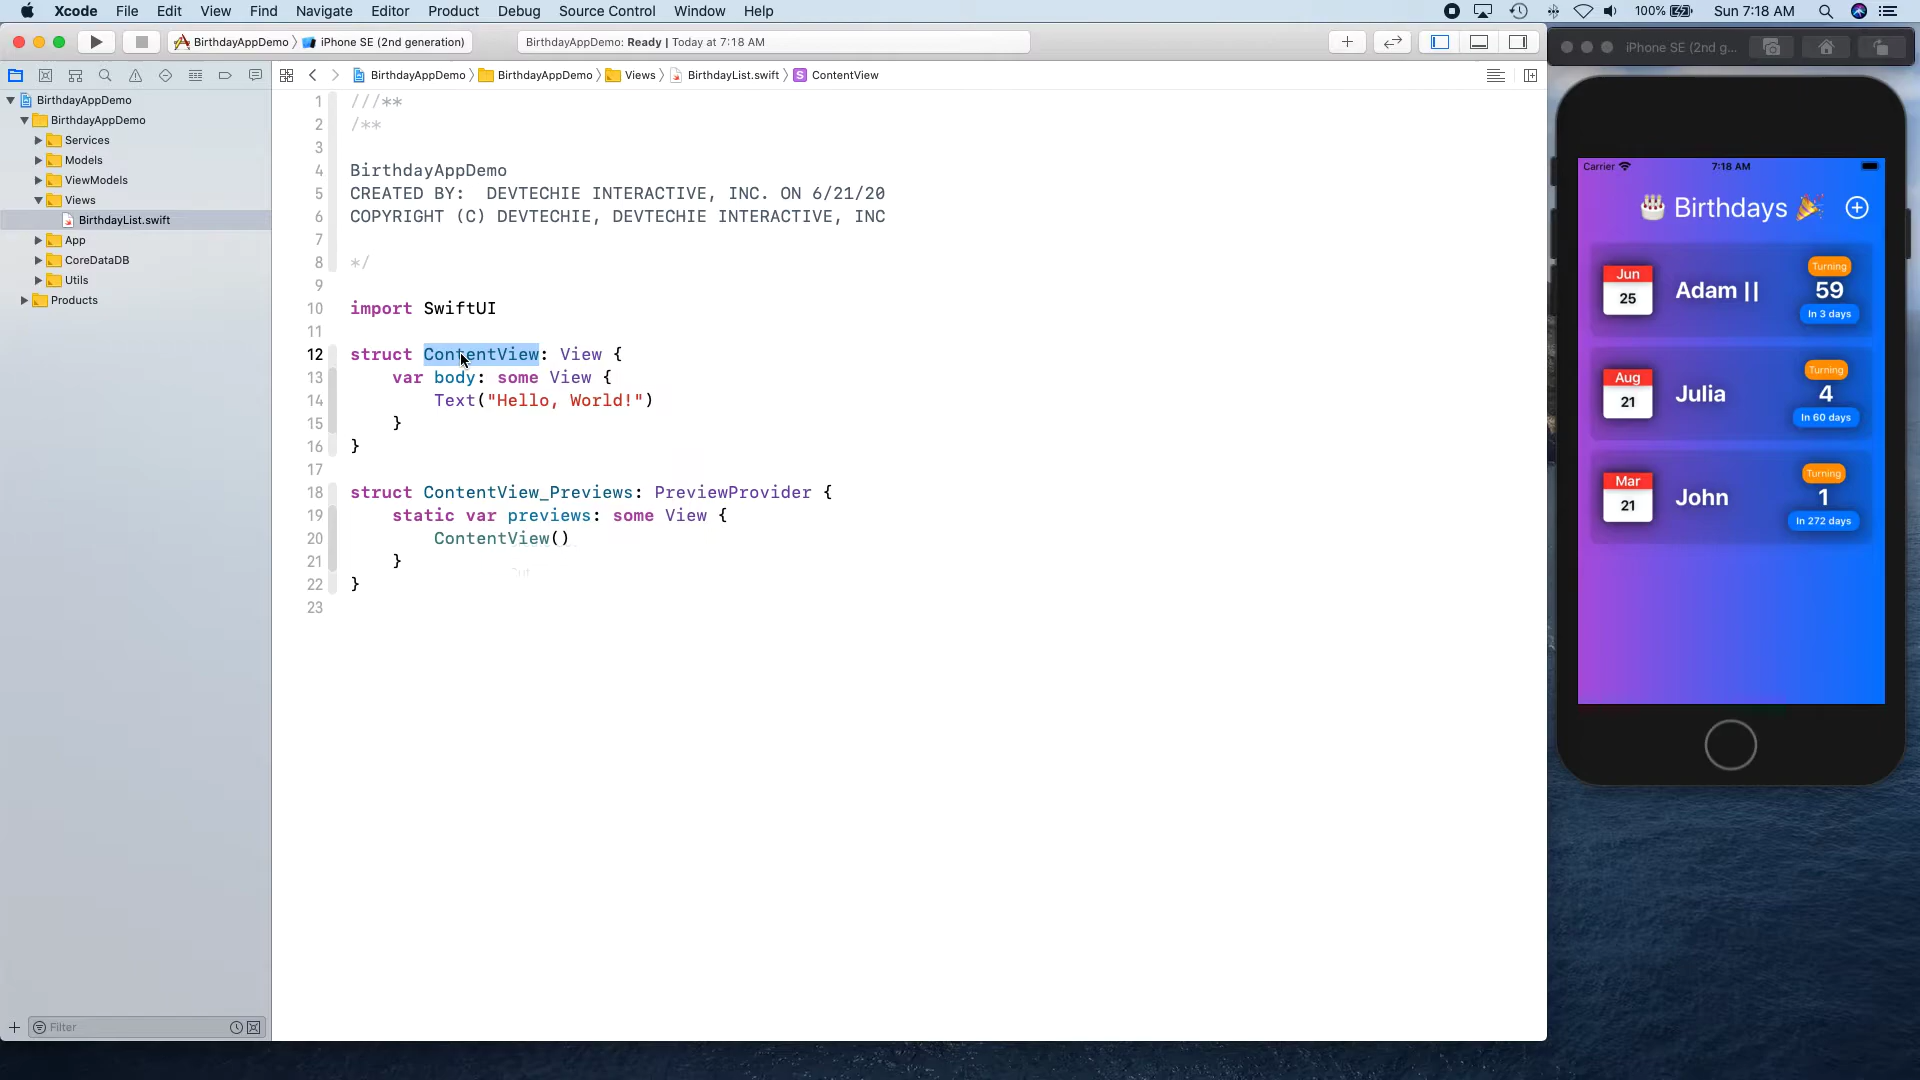 Xcode File Edit View Find Navigate Editor Product Debug Source Control Window Help 100% Sun 7:18 AM
BirthdayAppDemo iPhone SE (2nd generation) BirthdayAppDemo: Ready | Today at 7:18 AM
iPhone SE (2nd g...
BirthdayAppDemo BirthdayAppDemo Views BirthdayList.swift S ContentView
BirthdayAppDemo
BirthdayAppDemo
Services
Models
ViewModels
Views
BirthdayList.swift
App
CoreDataDB
Utils
Products
Filter
1 ///**
2 /**
3
4 BirthdayAppDemo
5 CREATED BY: DEVTECHIE INTERACTIVE, INC. ON 6/21/20
6 COPYRIGHT (C) DEVTECHIE, DEVTECHIE INTERACTIVE, INC
7
8 */
9
10 import SwiftUI
11
12 struct ContentView: View {
13 var body: some View {
14 Text("Hello, World!")
15 }
16 }
17
18 struct ContentView_Previews: PreviewProvider {
19 static var previews: some View {
20 ContentView()
21 }
22 }
23
Carrier 7:18 AM
🎂 Birthdays 🎉
Jun
25
Adam ||
Turning
59
In 3 days
Aug
21
Julia
Turning
4
In 60 days
Mar
21
John
Turning
1
In 272 days